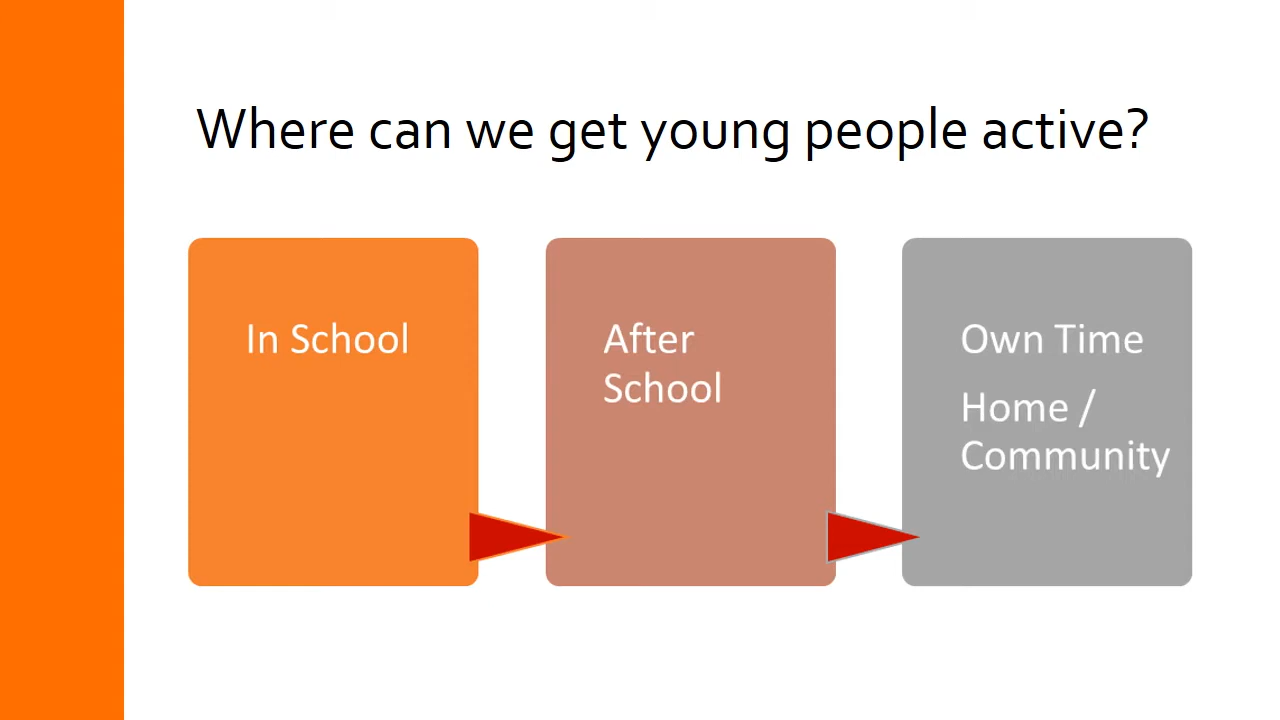 Where can we get young people active?
In School
After
School
Own Time
Home /
Community